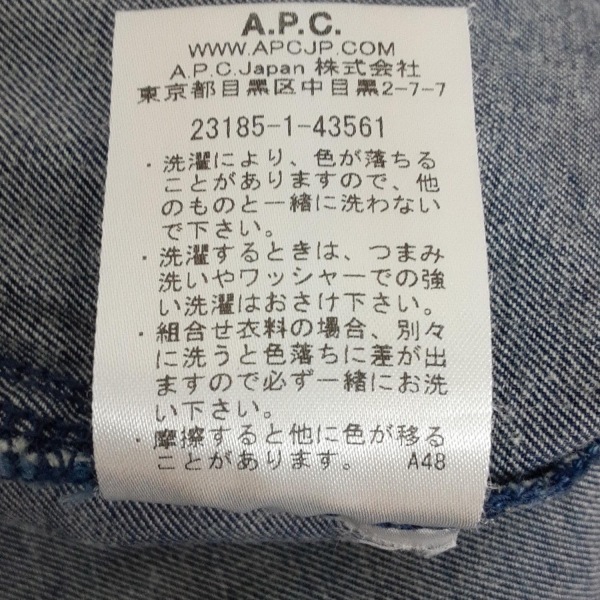 A.P.C.
WWW.APCJP.COM
A.P.C.Japan 株式会社
東京都目黒区中目黒2-7-7
23185-1-43561
・洗濯により、色が落ちる
ことがありますので、他
のものと一緒に洗わない
で下さい。
・洗濯するときは、つまみ
洗いやワッシャーでの強
い洗濯はおさけ下さい。
・組合せ衣料の場合、別々
に洗うと色落ちに差が出
ますので必ず一緒にお洗
い下さい。
・摩擦すると他に色が移る
ことがあります。 A48